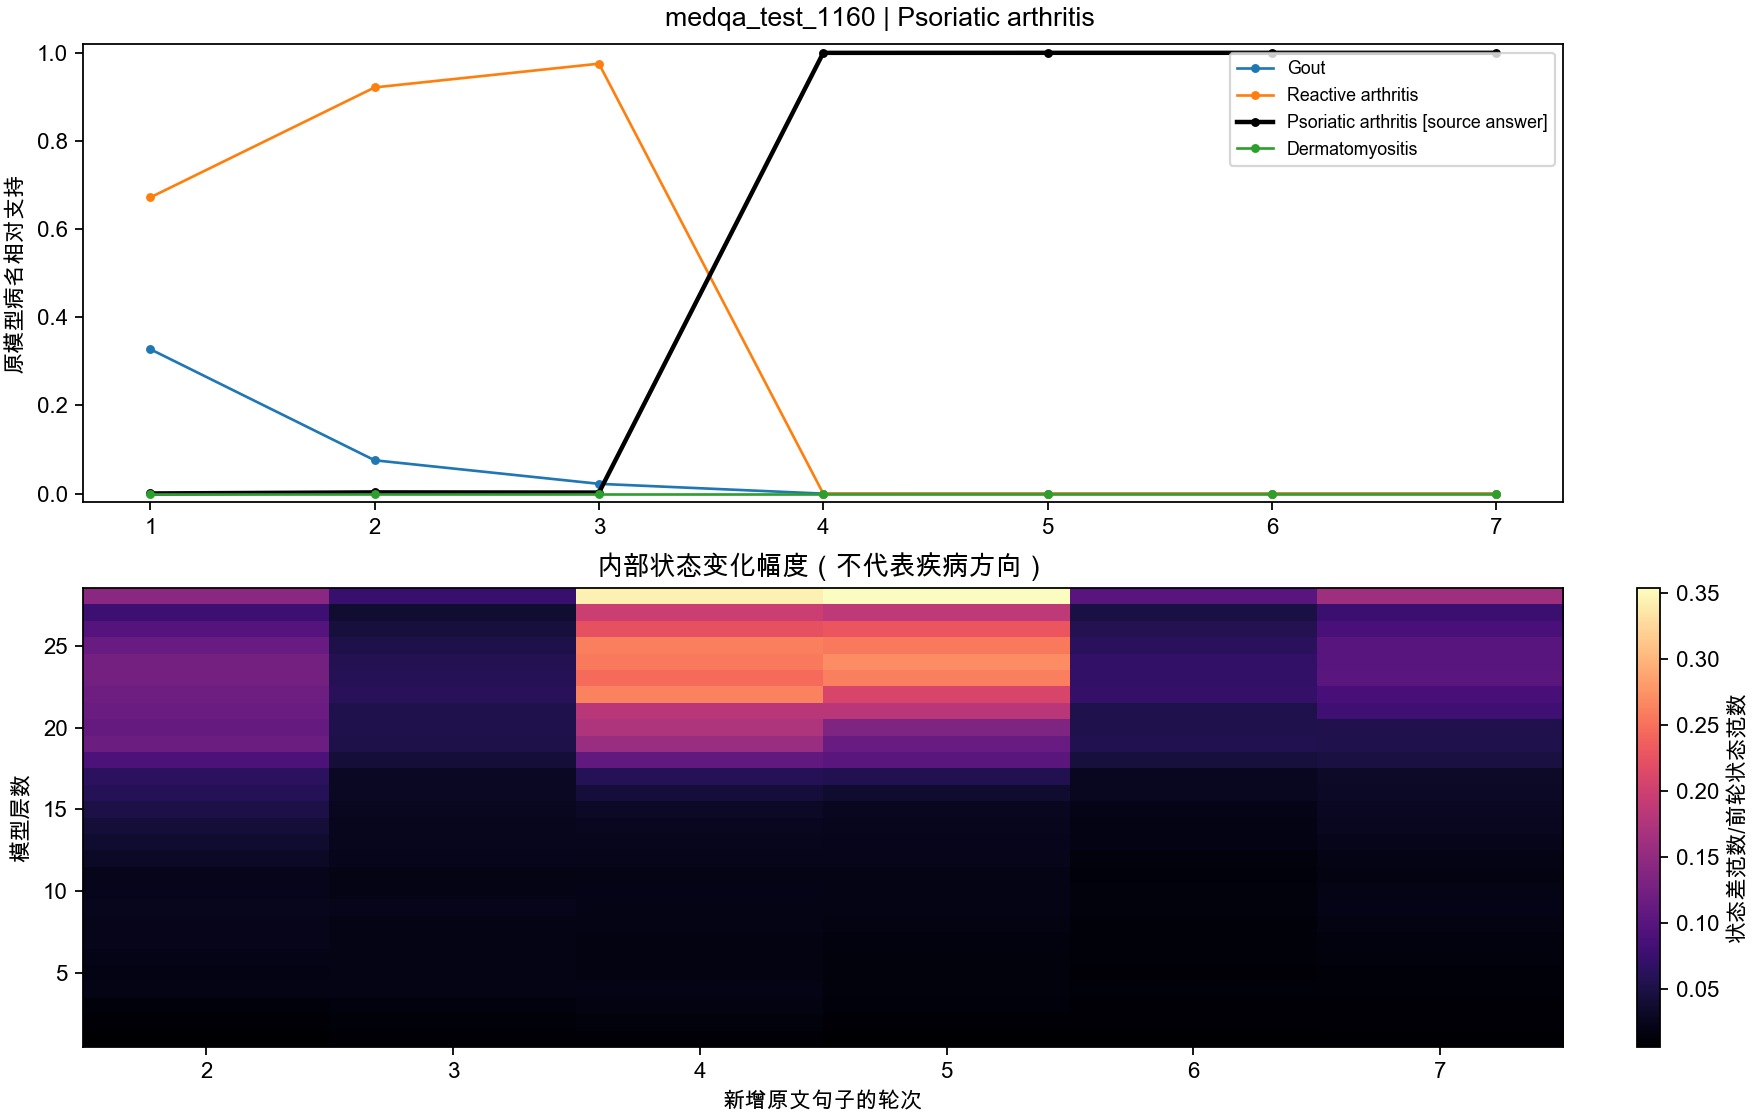 medqa_test_1160 | Psoriatic arthritis
原模型病名相对支持
1.0
0.8
0.6
0.4
0.2
0.0
Gout
Reactive arthritis
Psoriatic arthritis [source answer]
Dermatomyositis
1 2 3 4 5 6 7
内部状态变化幅度（不代表疾病方向）
模型层数
25
20
15
10
5
2 3 4 5 6 7
新增原文句子的轮次
0.35
0.30
0.25
0.20
0.15
0.10
0.05
状态差范数/前轮状态范数